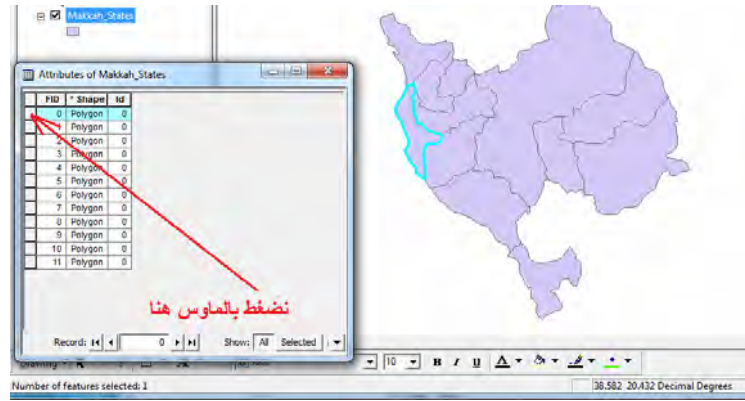 Makkah_States
Attributes of Makkah_States
FID * Shape Id
0 Polygon 0
1 Polygon 0
2 Polygon 0
3 Polygon 0
4 Polygon 0
5 Polygon 0
6 Polygon 0
7 Polygon 0
8 Polygon 0
9 Polygon 0
10 Polygon 0
11 Polygon 0
نضغط بالماوس هنا
Record: 0 Show: All Selected
10 B I U A
Number of features selected: 1
38.582 20.432 Decimal Degrees